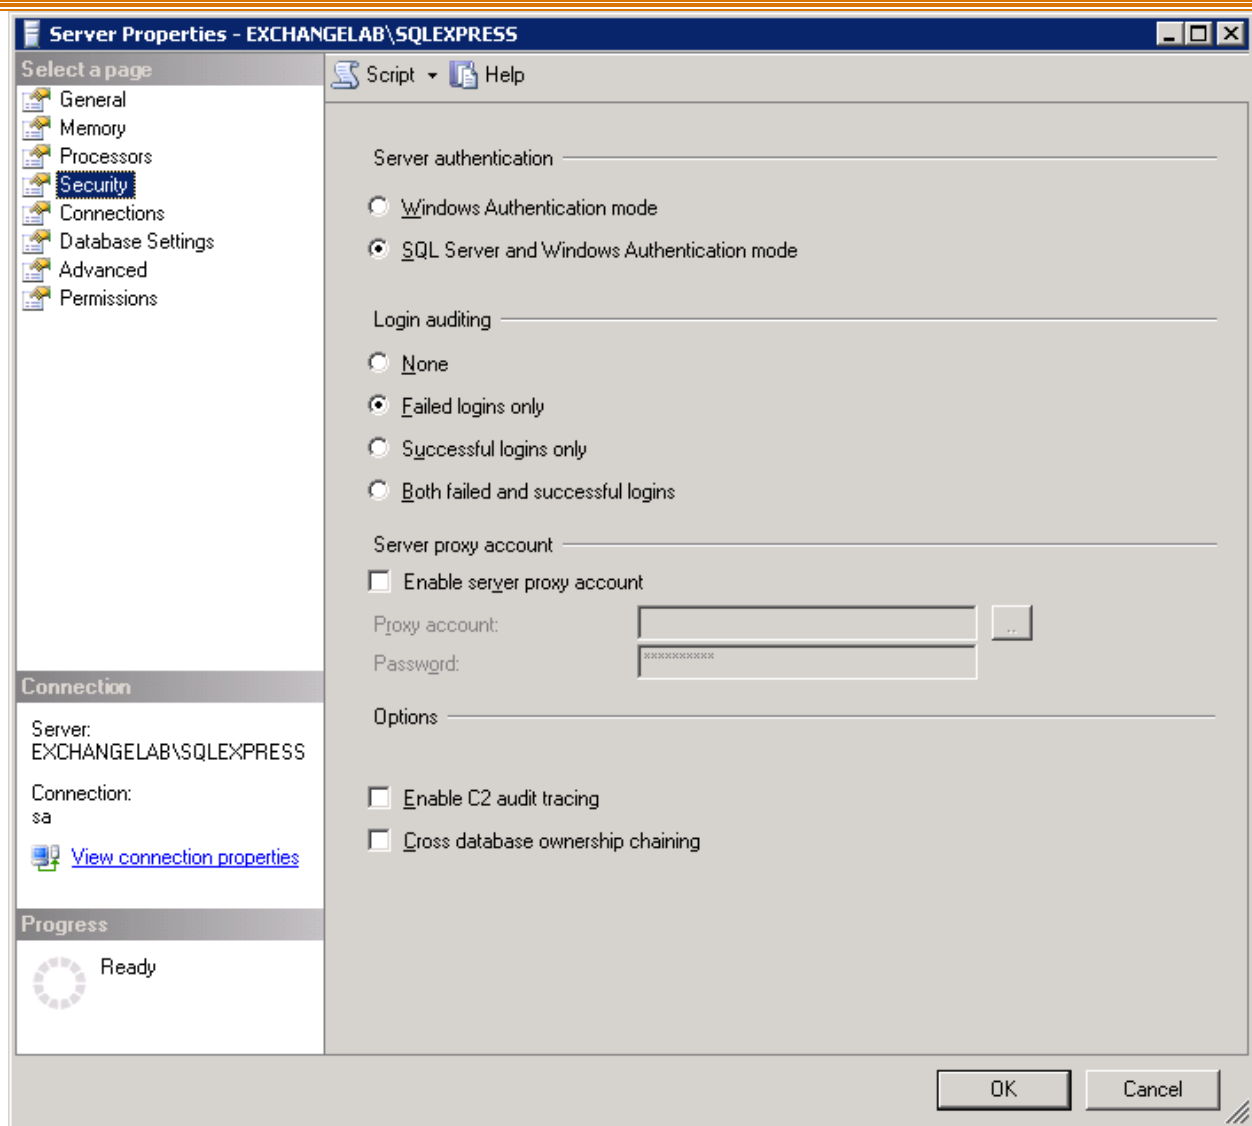 Server Properties - EXCHANGELAB\SQLEXPRESS
Select a page
General
Memory
Processors
Security
Connections
Database Settings
Advanced
Permissions
Script
Help
Server authentication
Windows Authentication mode
SQL Server and Windows Authentication mode
Login auditing
None
Failed logins only
Successful logins only
Both failed and successful logins
Server proxy account
Enable server proxy account
Proxy account:
..
Password:
**********
Options
Enable C2 audit tracing
Cross database ownership chaining
Connection
Server:
EXCHANGELAB\SQLEXPRESS
Connection:
sa
View connection properties
Progress
Ready
OK
Cancel